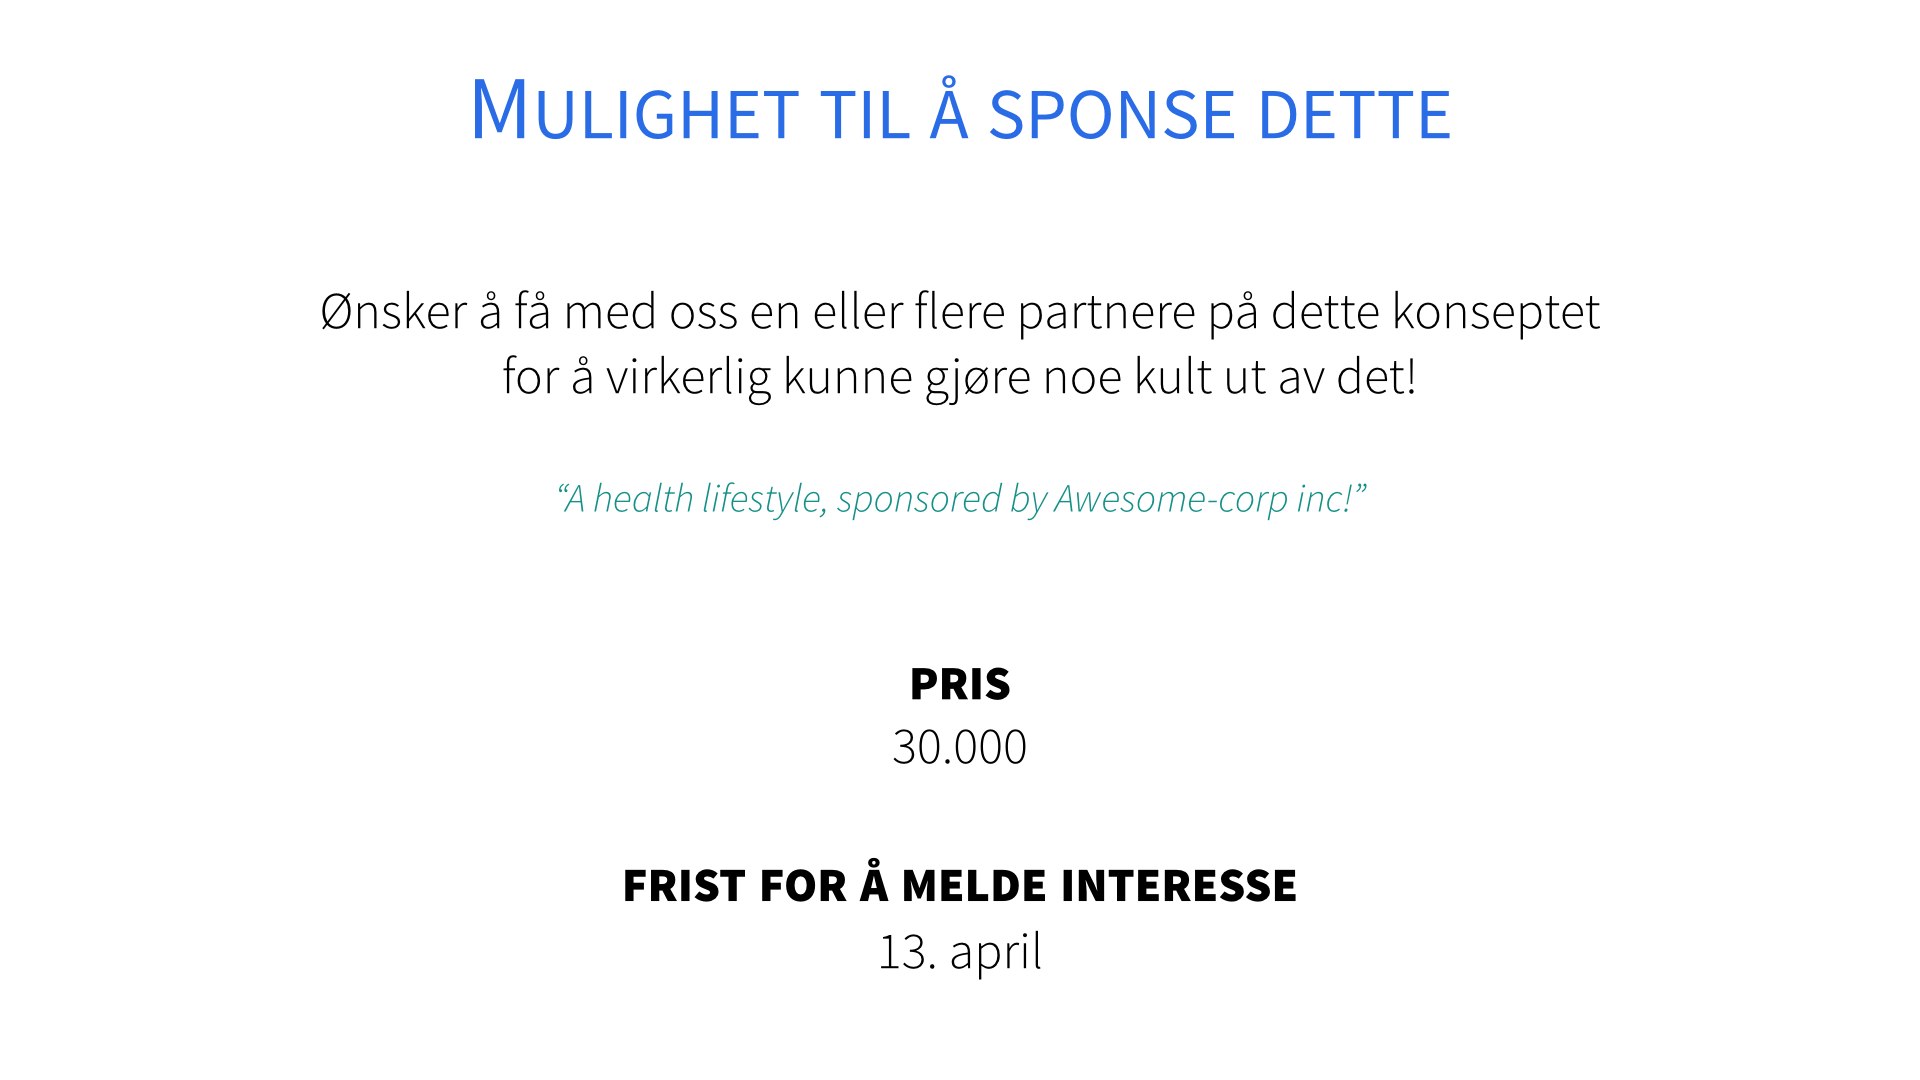 Mulighet til å sponse dette
Ønsker å få med oss en eller flere partnere på dette konseptet
for å virkerlig kunne gjøre noe kult ut av det!
“A health lifestyle, sponsored by Awesome-corp inc!”
PRIS
30.000
FRIST FOR Å MELDE INTERESSE
13. april